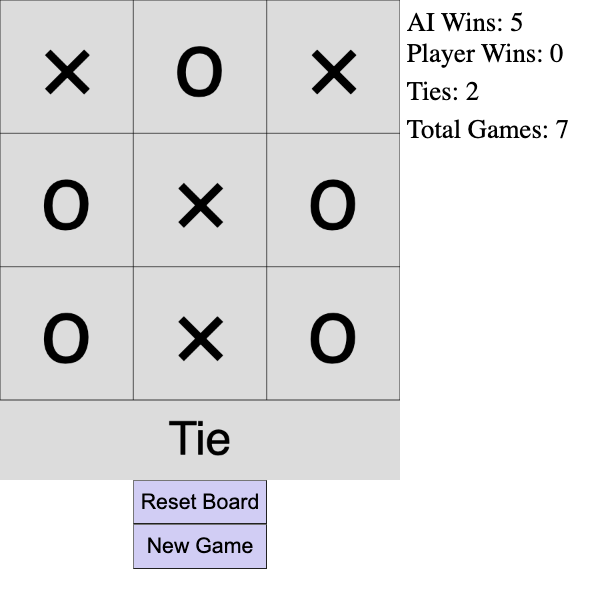 × O ×
O × O
O × O
Tie
Reset Board
New Game
AI Wins: 5
Player Wins: 0
Ties: 2
Total Games: 7